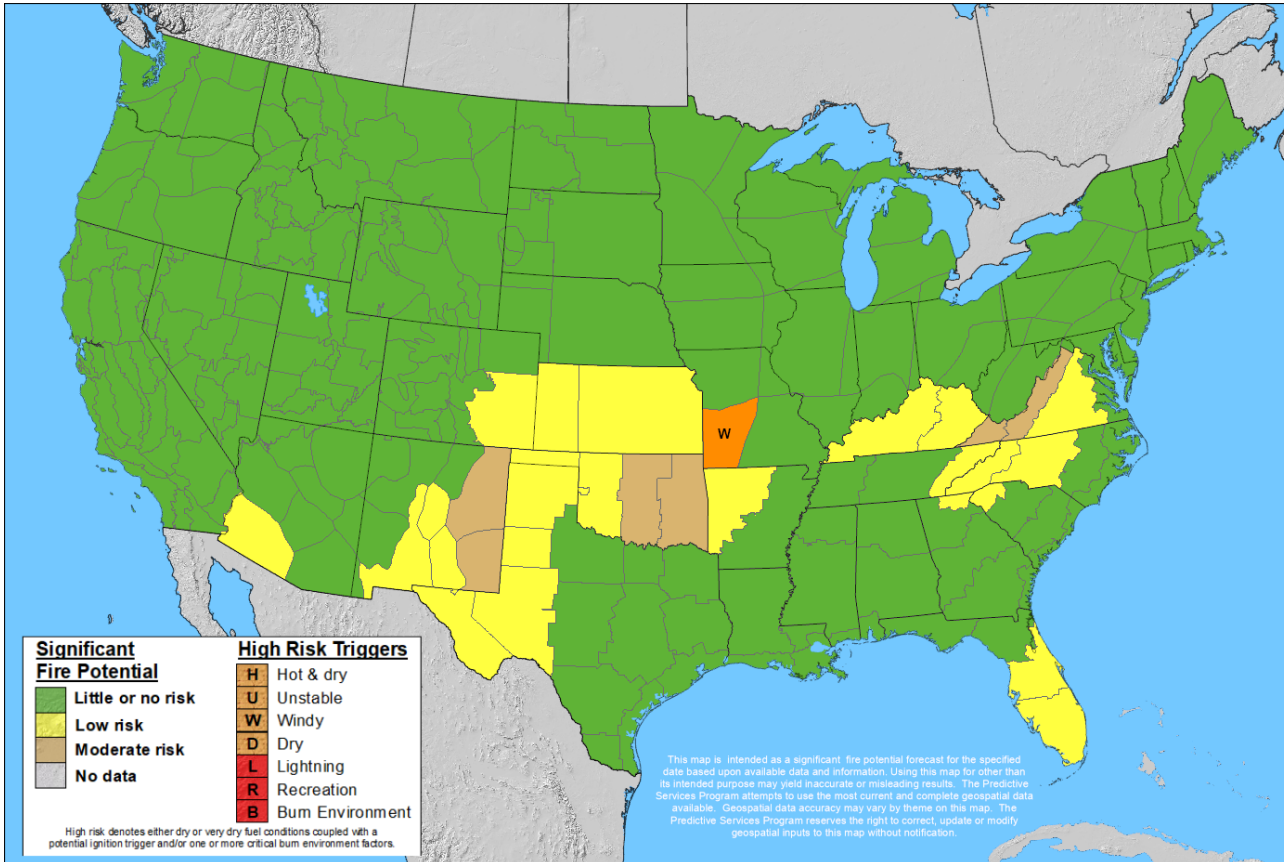 W
Significant
Fire Potential
Little or no risk
Low risk
Moderate risk
No data
High Risk Triggers
H Hot & dry
U Unstable
W Windy
D Dry
L Lightning
R Recreation
B Burn Environment
High risk denotes either dry or very dry fuel conditions coupled with a
potential ignition trigger and/or one or more critical burn environment factors.
This map is intended as a significant fire potential forecast for the specified
date based upon available data and information. Using this map for other than
its intended purpose may yield inaccurate or misleading results. The Predictive
Services Program attempts to use the most current and complete geospatial data
available. Geospatial data accuracy may vary by theme on this map. The
Predictive Services Program reserves the right to correct, update or modify
geospatial inputs to this map without notification.